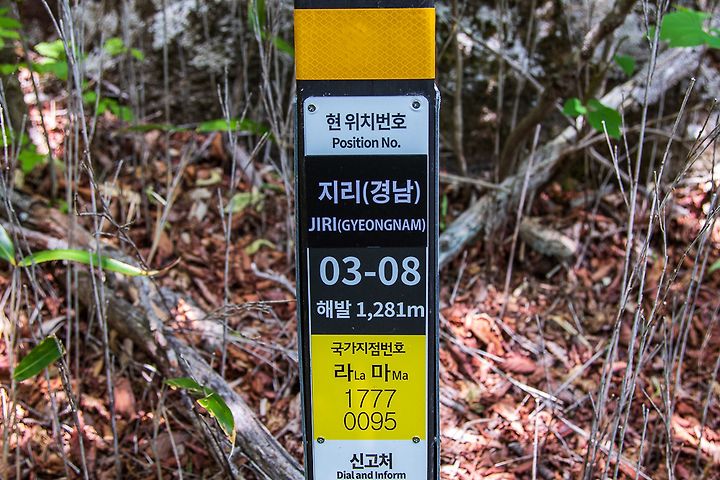 현 위치번호
Position No.
지리(경남)
JIRI(GYEONGNAM)
03-08
해발 1,281m
국가지점번호
라La 마Ma
1777
0095
신고처
Dial and Inform